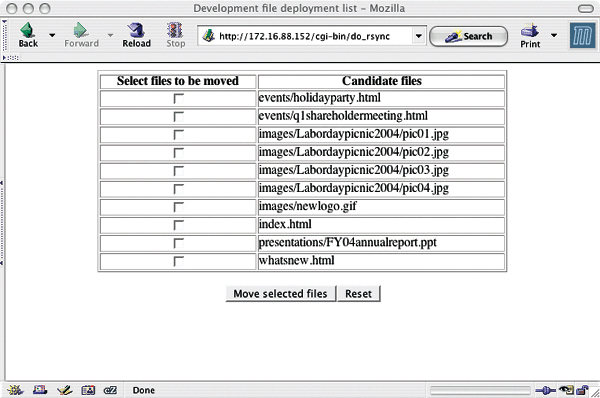 Development file deployment list – Mozilla
Back Forward Reload Stop http://172.16.88.152/cgi-bin/do_rsync Search Print m
Select files to be moved Candidate files
events/holidayparty.html
events/q1shareholdermeeting.html
images/Labordaypicnic2004/pic01.jpg
images/Labordaypicnic2004/pic02.jpg
images/Labordaypicnic2004/pic03.jpg
images/Labordaypicnic2004/pic04.jpg
images/newlogo.gif
index.html
presentations/FY04annualreport.ppt
whatsnew.html
Move selected files Reset
Done